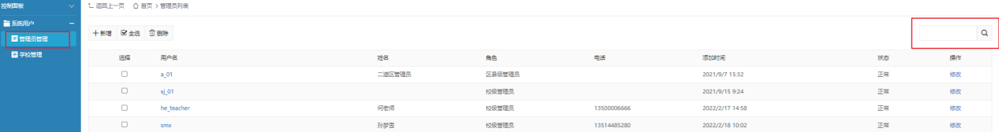 控制面板
返回上一页 首页 > 管理员列表
系统用户
管理员管理
学校管理
新增 全选 删除
选择 用户名 姓名 角色 电话 添加时间 状态 操作
a_01 二道区管理员 区县级管理员 2021/9/7 15:32 正常 修改
xj_01 校级管理员 2021/9/15 9:24 正常 修改
he_teacher 何老师 校级管理员 13500006666 2022/2/17 14:58 正常 修改
smx 孙梦雪 校级管理员 13514485280 2022/2/18 10:02 正常 修改